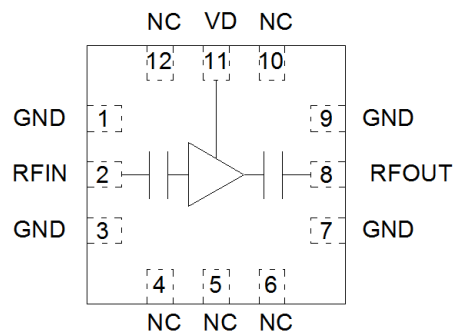 NC VD NC
12 11 10
GND 1 9 GND
RFIN 2 8 RFOUT
GND 3 7 GND
4 5 6
NC NC NC